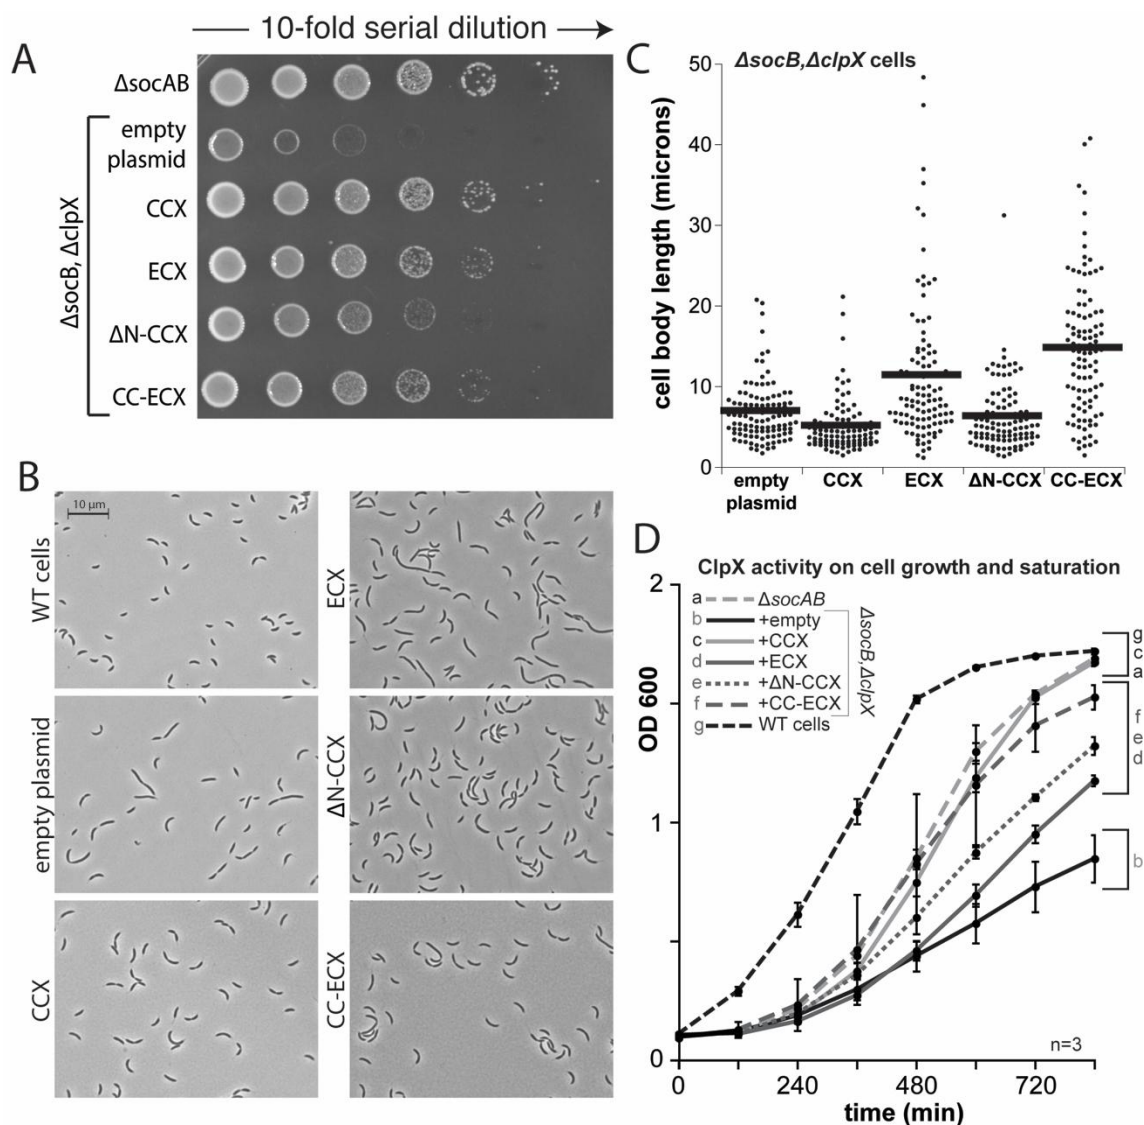 10-fold serial dilution
A
ΔsocAB
empty
plasmid
CCX
ECX
ΔN-CCX
CC-ECX
ΔsocB, ΔclpX
B
10 µm
WT cells
ECX
empty plasmid
ΔN-CCX
CCX
CC-ECX
C
ΔsocB,ΔclpX cells
cell body length (microns)
50
40
30
20
10
0
empty
plasmid
CCX
ECX
ΔN-CCX
CC-ECX
D
ClpX activity on cell growth and saturation
OD 600
2
1
0
a ΔsocAB
b +empty
c +CCX
d +ECX
e +ΔN-CCX
f +CC-ECX
g WT cells
ΔsocB,ΔclpX
g
c
a
f
e
d
b
n=3
0 240 480 720
time (min)